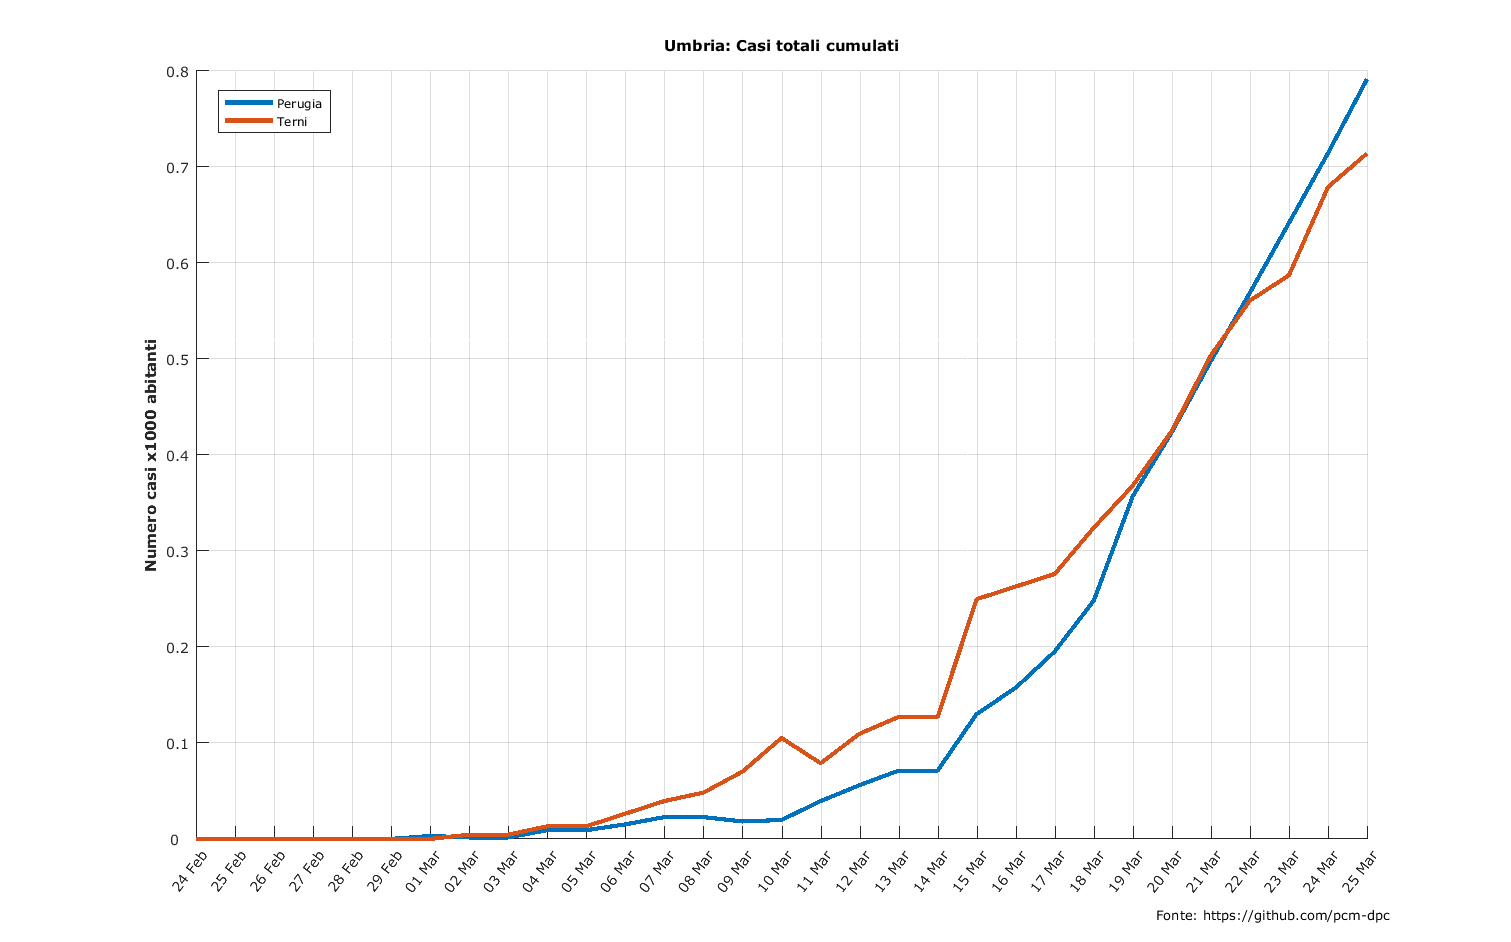 Umbria: Casi totali cumulati
Perugia
Terni
Numero casi x1000 abitanti
0.8
0.7
0.6
0.5
0.4
0.3
0.2
0.1
0
24 Feb
25 Feb
26 Feb
27 Feb
28 Feb
29 Feb
01 Mar
02 Mar
03 Mar
04 Mar
05 Mar
06 Mar
07 Mar
08 Mar
09 Mar
10 Mar
11 Mar
12 Mar
13 Mar
14 Mar
15 Mar
16 Mar
17 Mar
18 Mar
19 Mar
20 Mar
21 Mar
22 Mar
23 Mar
24 Mar
25 Mar
Fonte: https://github.com/pcm-dpc